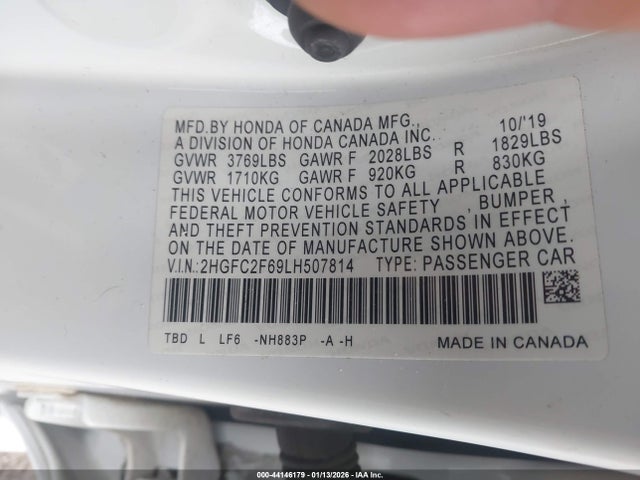 MFD.BY HONDA OF CANADA MFG., 10/'19
A DIVISION OF HONDA CANADA INC.
GVWR 3769LBS GAWR F 2028LBS R 1829LBS
GVWR 1710KG GAWR F 920KG R 830KG
THIS VEHICLE CONFORMS TO ALL APPLICABLE
FEDERAL MOTOR VEHICLE SAFETY , BUMPER ,
AND THEFT PREVENTION STANDARDS IN EFFECT
ON THE DATE OF MANUFACTURE SHOWN ABOVE.
V.I.N.:2HGFC2F69LH507814 TYPE: PASSENGER CAR
TBD L LF6 -NH883P -A -H MADE IN CANADA
000-44146179 | 01/13/2026 - IAA Inc.